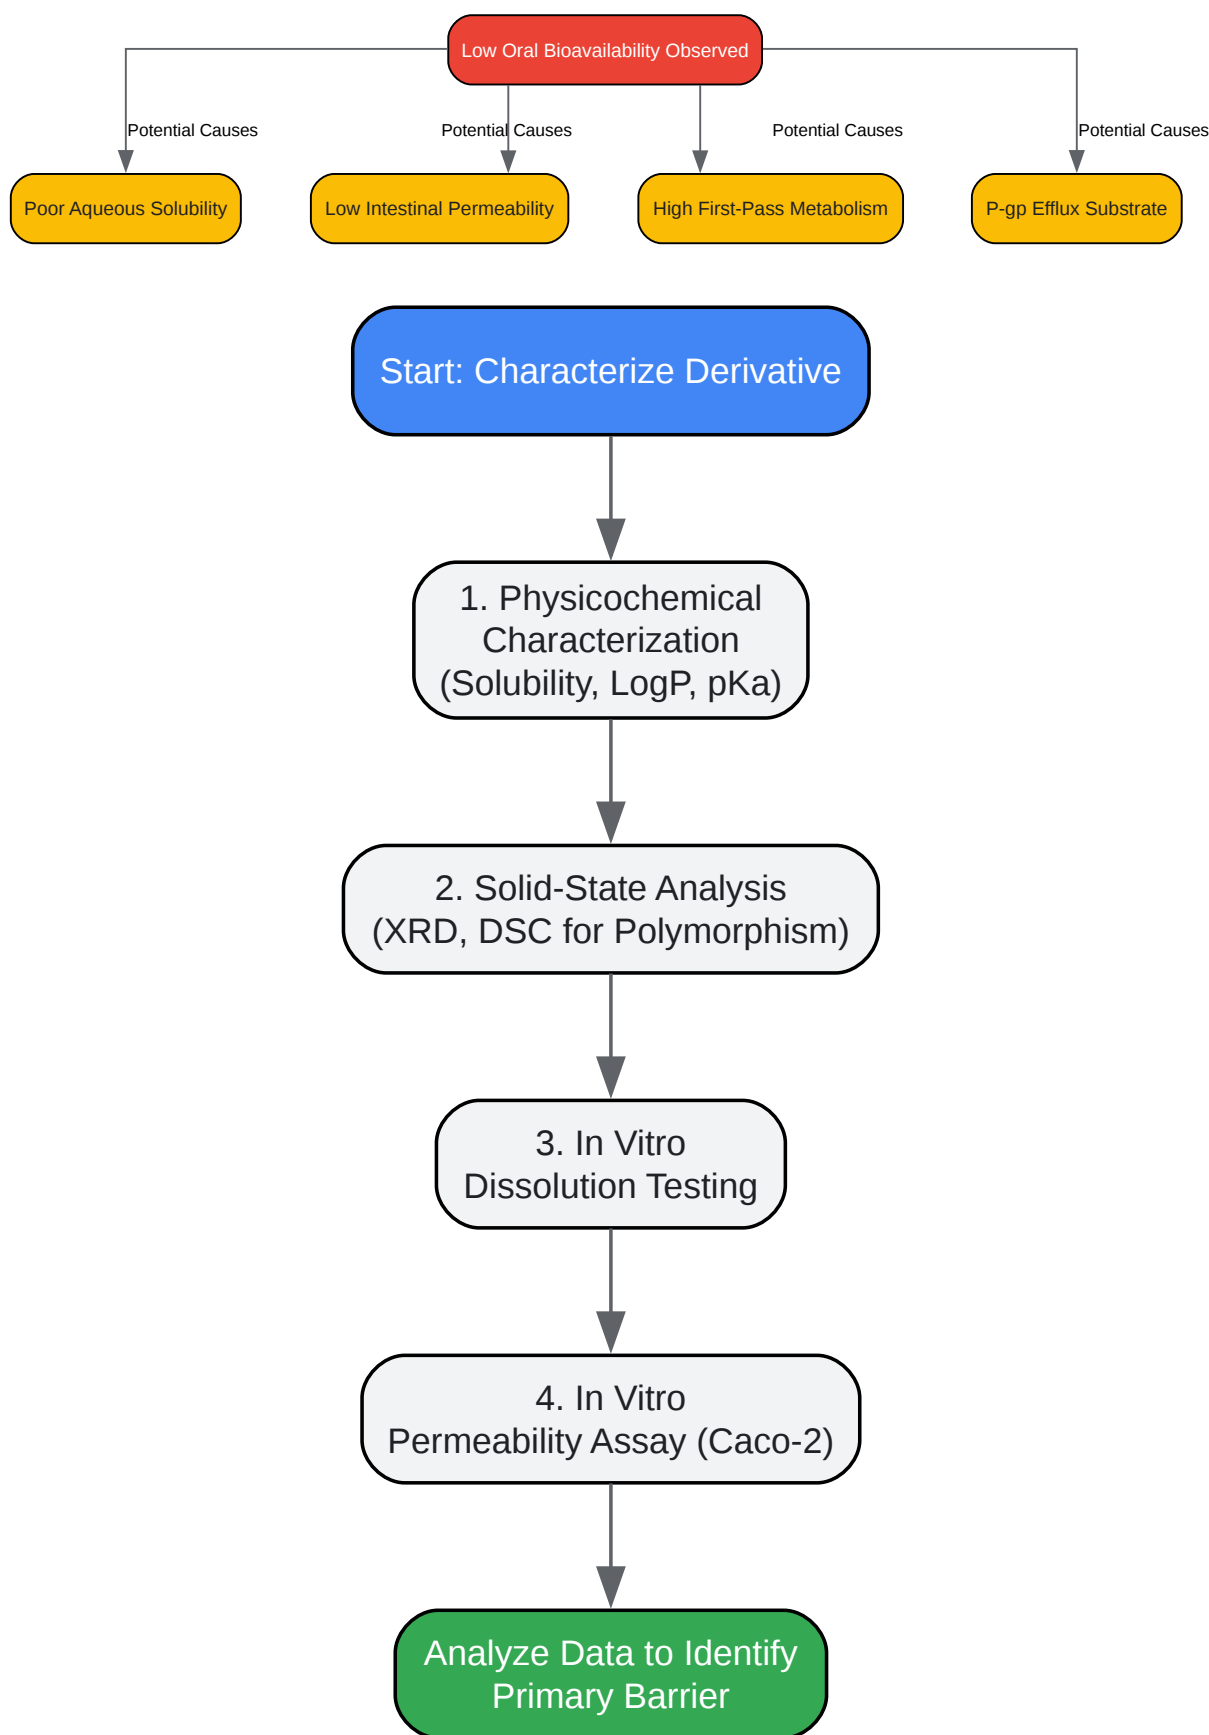 Low Oral Bioavailability Observed
Potential Causes
Potential Causes
Potential Causes
Potential Causes
Poor Aqueous Solubility
Low Intestinal Permeability
High First-Pass Metabolism
P-gp Efflux Substrate
Start: Characterize Derivative
1. Physicochemical
Characterization
(Solubility, LogP, pKa)
2. Solid-State Analysis
(XRD, DSC for Polymorphism)
3. In Vitro
Dissolution Testing
4. In Vitro
Permeability Assay (Caco-2)
Analyze Data to Identify
Primary Barrier